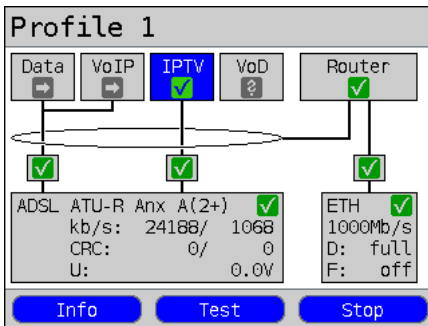 Profile 1
Data VoIP IPTV VoD Router
ADSL ATU-R Anx A(2+) ETH
kb/s: 24188/ 1068 1000Mb/s
CRC: 0/ 0 D: full
U: 0.0V F: off
Info Test Stop